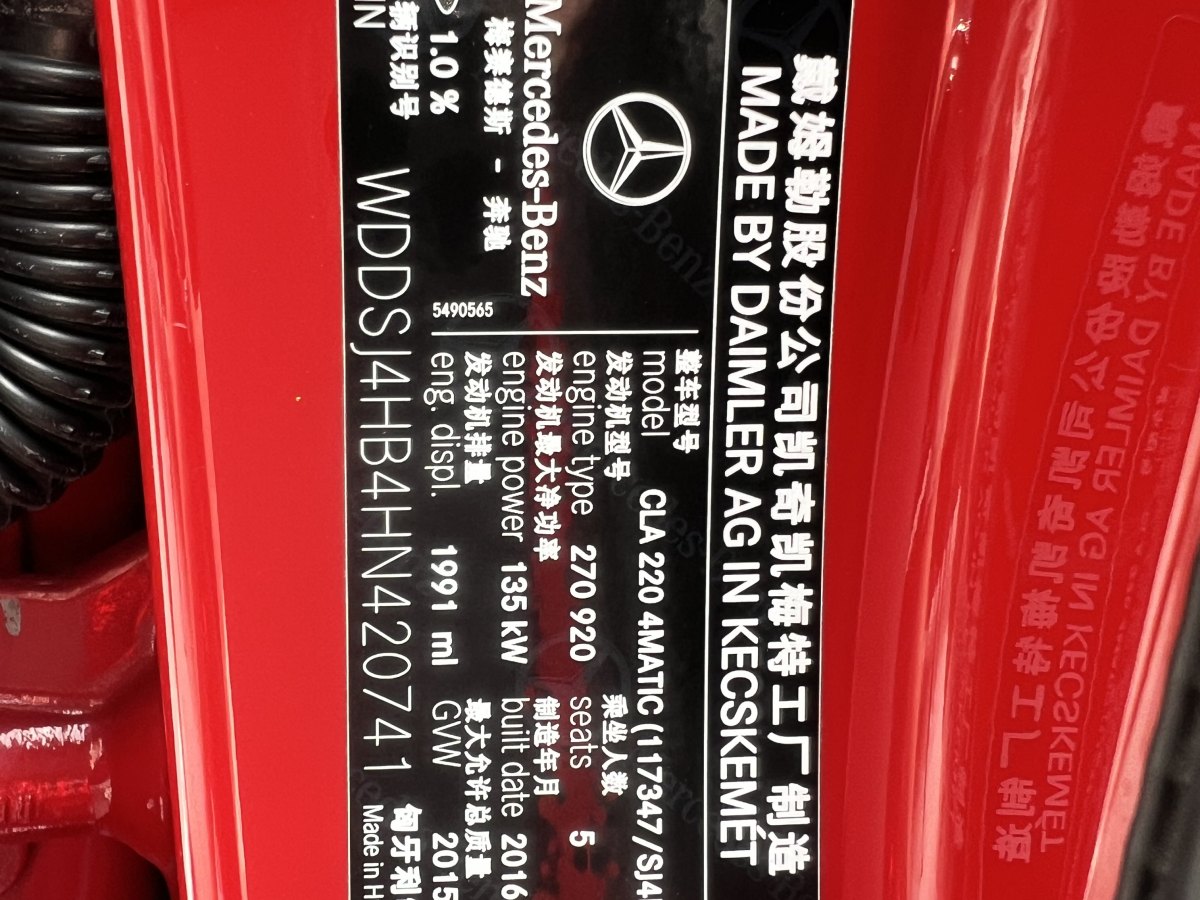 戴姆勒股份公司凯奇凯梅特工厂制造
MADE BY DAIMLER AG IN KECSKEMÉT
Mercedes-Benz
梅赛德斯 - 奔驰
1.0 %
5490565
整车型号
model CLA 220 4MATIC (117347/SJ4
发动机型号 乘坐人数
engine type 270 920 seats 5
发动机最大净功率 制造年月
engine power 135 kW built date 2016
发动机排量 最大允许总质量
eng. displ. 1991 ml GVW 2015
识别号 匈牙利
IN WDDSJ4HB4HN420741 Made in H